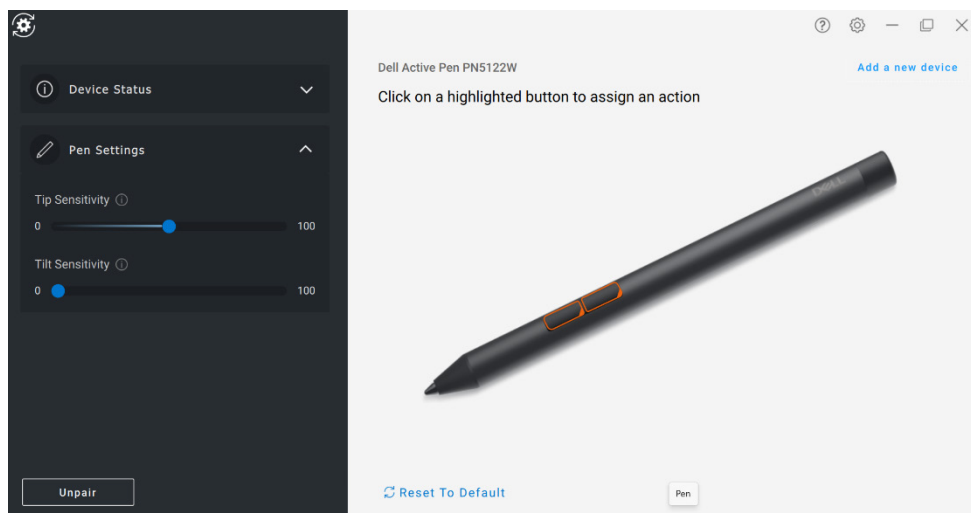 Device Status
Pen Settings
Tip Sensitivity
0 100
Tilt Sensitivity
0 100
Unpair
Dell Active Pen PN5122W
Add a new device
Click on a highlighted button to assign an action
DELL
Reset To Default
Pen